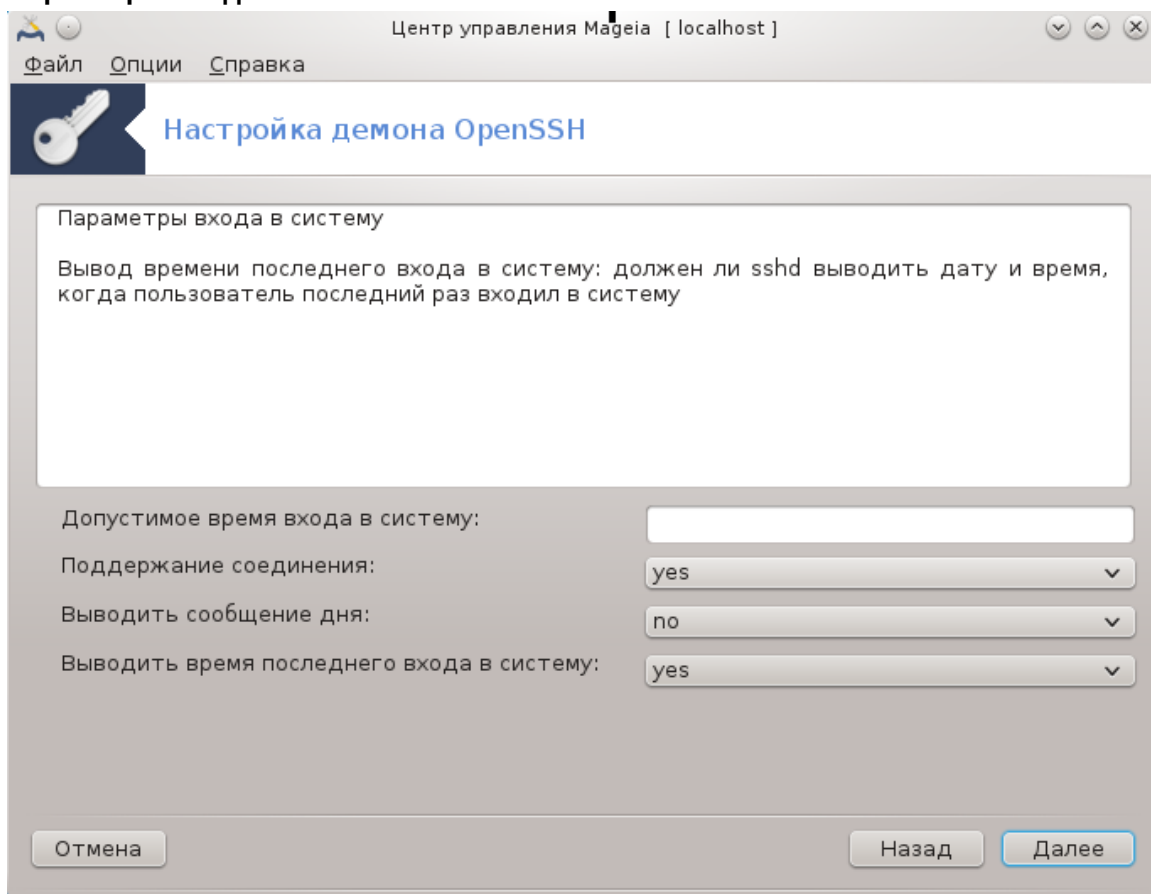 Центр управления Mageia [ localhost ]
Файл Опции Справка
Настройка демона OpenSSH
Параметры входа в систему
Вывод времени последнего входа в систему: должен ли sshd выводить дату и время,
когда пользователь последний раз входил в систему
Допустимое время входа в систему:
Поддержание соединения:
yes
Выводить сообщение дня:
no
Выводить время последнего входа в систему:
yes
Отмена
Назад
Далее